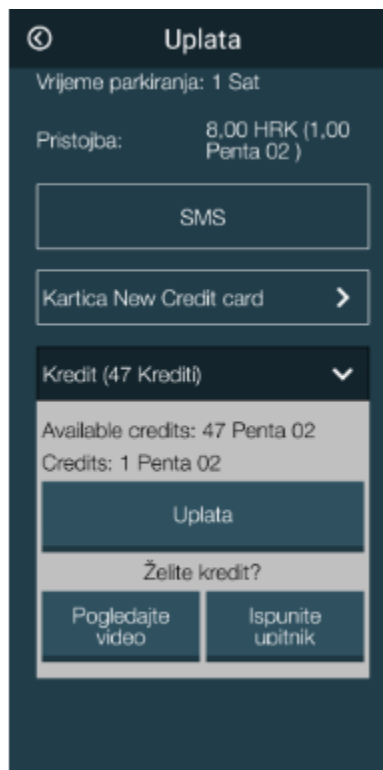 Uplata
Vrijeme parkiranja: 1 Sat
Pristojba: 8,00 HRK (1,00
Penta 02 )
SMS
Kartica New Credit card
Kredit (47 Krediti)
Available credits: 47 Penta 02
Credits: 1 Penta 02
Uplata
Želite kredit?
Pogledajte
video
Ispunite
upitnik